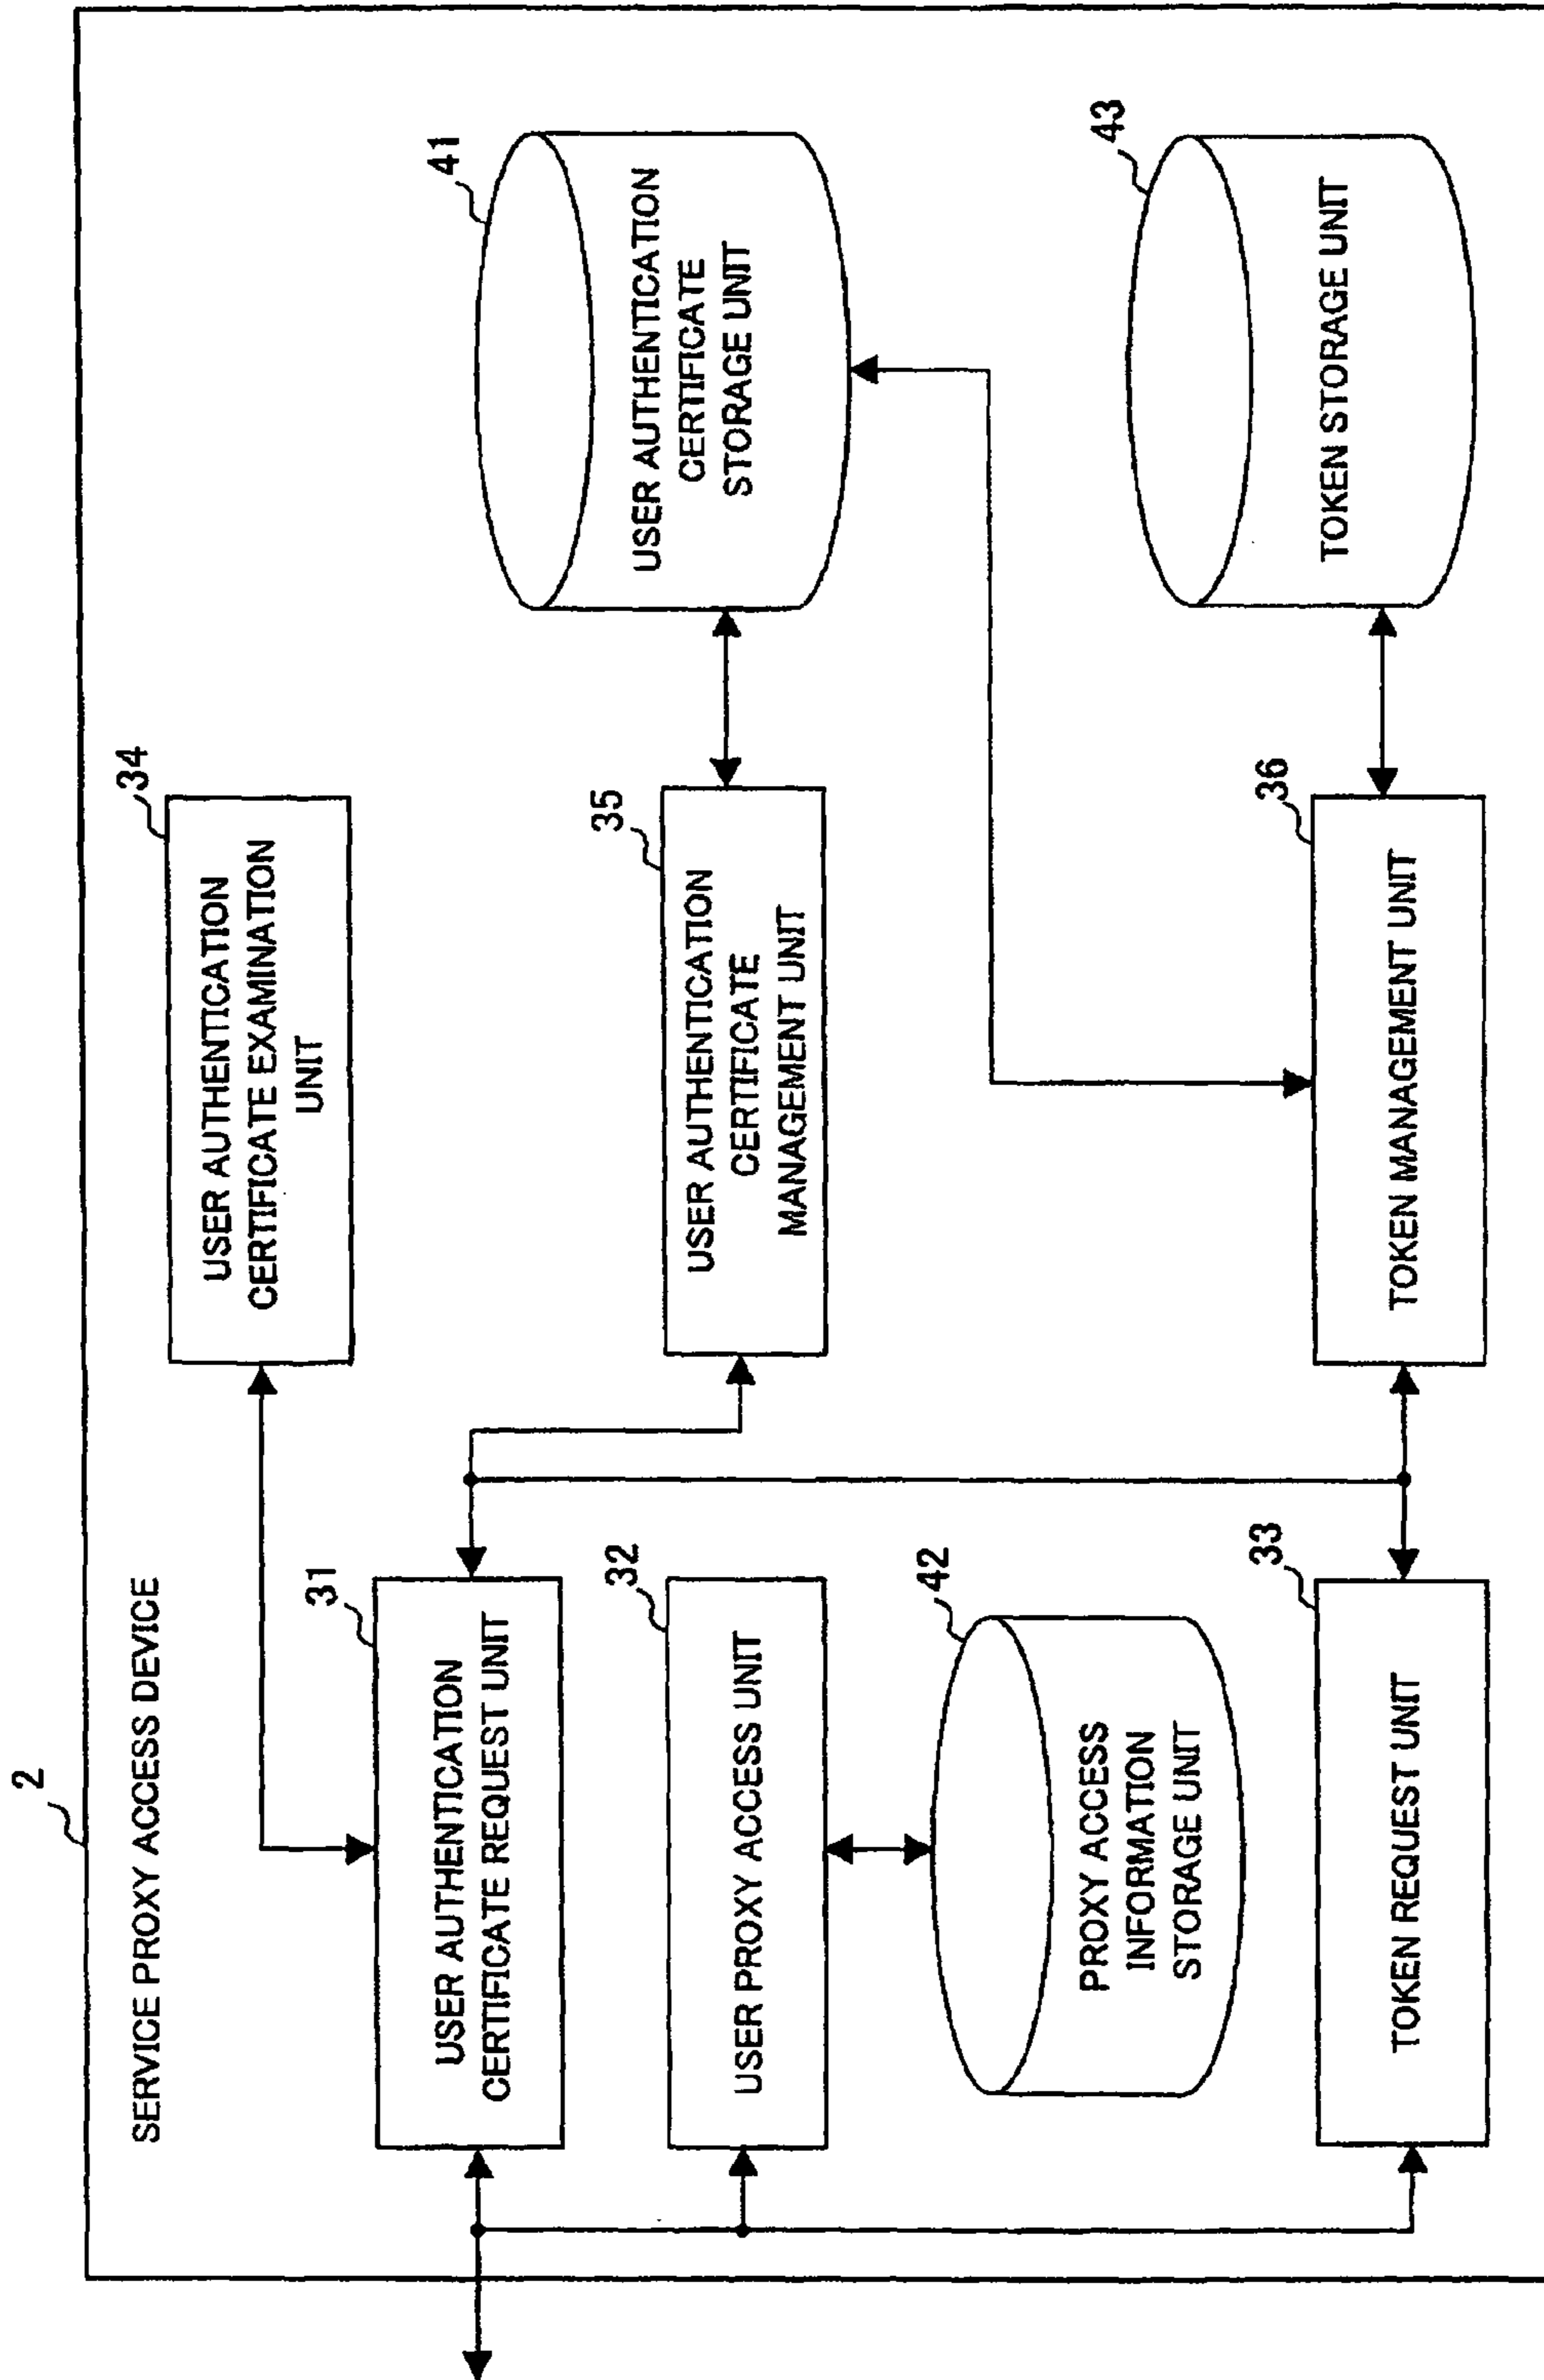 2
SERVICE PROXY ACCESS DEVICE
31
USER AUTHENTICATION
CERTIFICATE REQUEST UNIT
34
USER AUTHENTICATION
CERTIFICATE EXAMINATION
UNIT
32
USER PROXY ACCESS UNIT
35
USER AUTHENTICATION
CERTIFICATE
MANAGEMENT UNIT
41
USER AUTHENTICATION
CERTIFICATE
STORAGE UNIT
42
PROXY ACCESS
INFORMATION
STORAGE UNIT
33
TOKEN REQUEST UNIT
36
TOKEN MANAGEMENT UNIT
43
TOKEN STORAGE UNIT